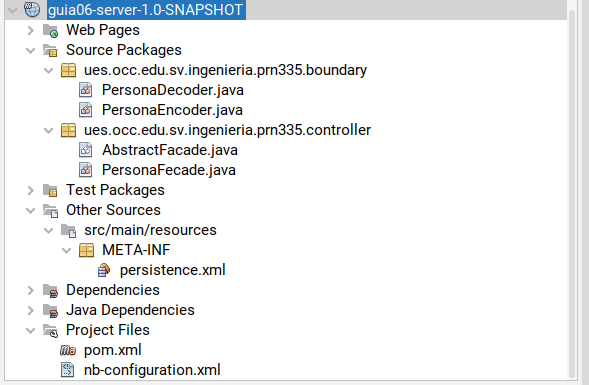 guia06-server-1.0-SNAPSHOT
Web Pages
Source Packages
ues.occ.edu.sv.ingenieria.prn335.boundary
PersonaDecoder.java
PersonaEncoder.java
ues.occ.edu.sv.ingenieria.prn335.controller
AbstractFacade.java
PersonaFecade.java
Test Packages
Other Sources
src/main/resources
META-INF
persistence.xml
Dependencies
Java Dependencies
Project Files
pom.xml
nb-configuration.xml